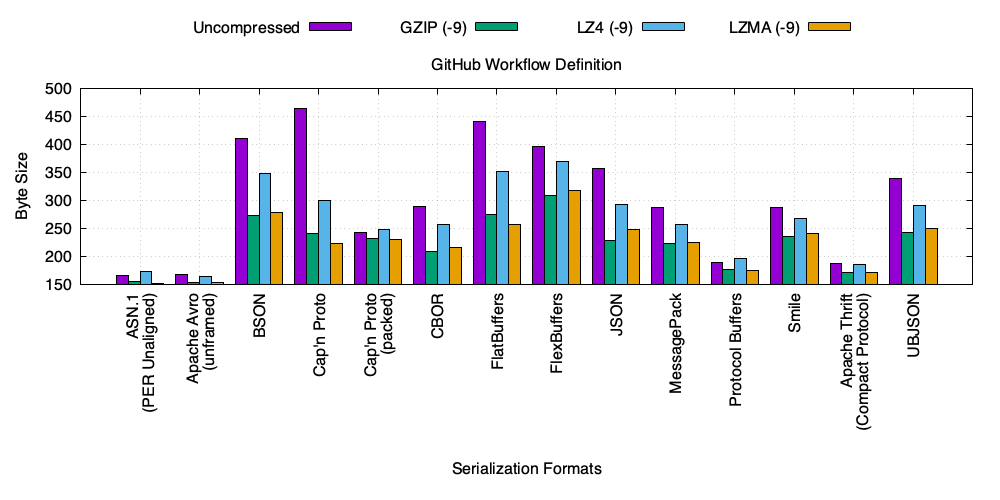 Uncompressed GZIP (-9) LZ4 (-9) LZMA (-9)
GitHub Workflow Definition
500
450
400
350
300
250
200
150
Byte Size
ASN.1
(PER Unaligned)
Apache Avro
(unframed)
BSON
Cap'n Proto
Cap'n Proto
(packed)
CBOR
FlatBuffers
FlexBuffers
JSON
MessagePack
Protocol Buffers
Smile
Apache Thrift
(Compact Protocol)
UBJSON
Serialization Formats